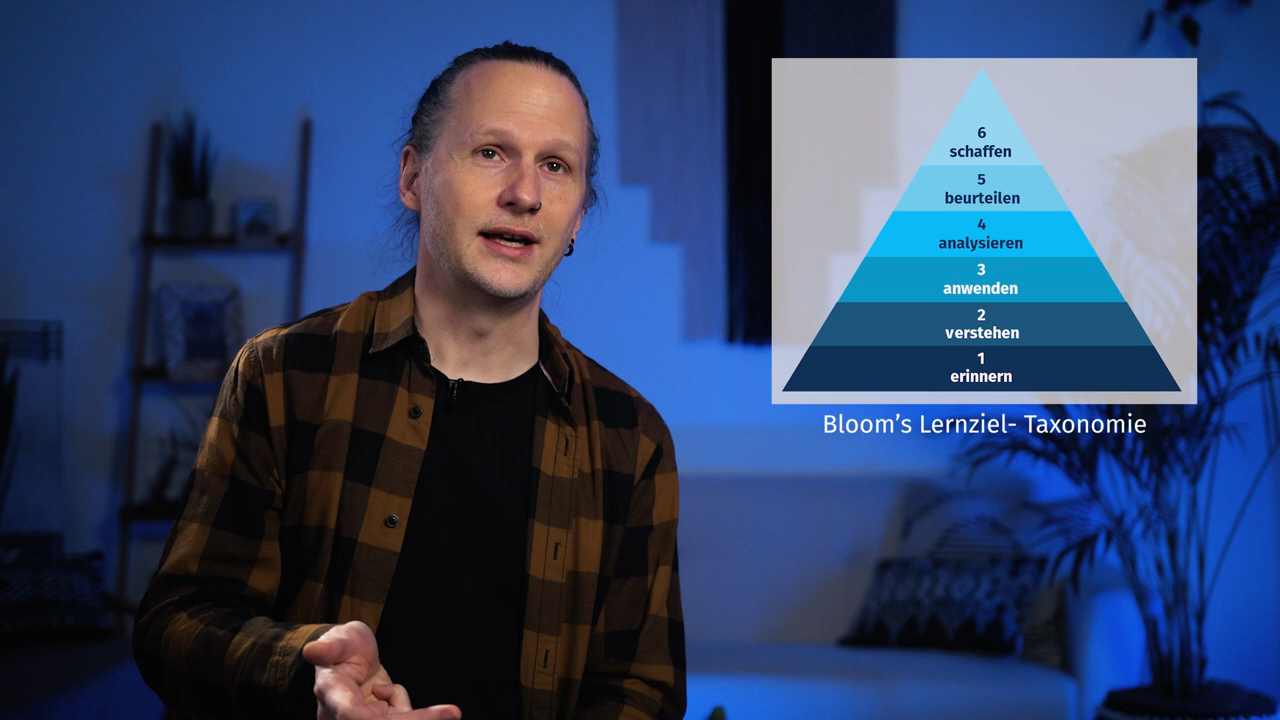 6
schaffen
5
beurteilen
4
analysieren
3
anwenden
2
verstehen
1
erinnern
Bloom’s Lernziel- Taxonomie